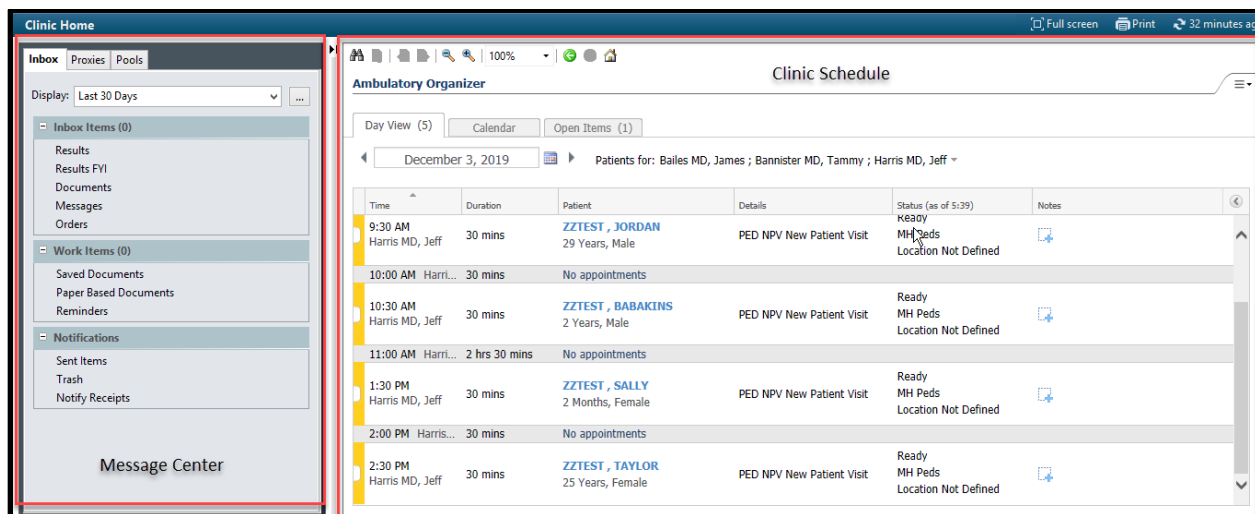 Clinic Home
Full screen Print 32 minutes ag
Inbox Proxies Pools
Display: Last 30 Days ...
Inbox Items (0)
Results
Results FYI
Documents
Messages
Orders
Work Items (0)
Saved Documents
Paper Based Documents
Reminders
Notifications
Sent Items
Trash
Notify Receipts
Message Center
100%
Clinic Schedule
Ambulatory Organizer
Day View (5) Calendar Open Items (1)
December 3, 2019 Patients for: Bailes MD, James ; Bannister MD, Tammy ; Harris MD, Jeff
Time Duration Patient Details Status (as of 5:39) Notes
9:30 AM
Harris MD, Jeff
30 mins
ZZTEST , JORDAN
29 Years, Male
PED NPV New Patient Visit
Ready
MH Peds
Location Not Defined
10:00 AM Harri... 30 mins No appointments
10:30 AM
Harris MD, Jeff
30 mins
ZZTEST , BABAKINS
2 Years, Male
PED NPV New Patient Visit
Ready
MH Peds
Location Not Defined
11:00 AM Harri... 2 hrs 30 mins No appointments
1:30 PM
Harris MD, Jeff
30 mins
ZZTEST , SALLY
2 Months, Female
PED NPV New Patient Visit
Ready
MH Peds
Location Not Defined
2:00 PM Harris... 30 mins No appointments
2:30 PM
Harris MD, Jeff
30 mins
ZZTEST , TAYLOR
25 Years, Female
PED NPV New Patient Visit
Ready
MH Peds
Location Not Defined